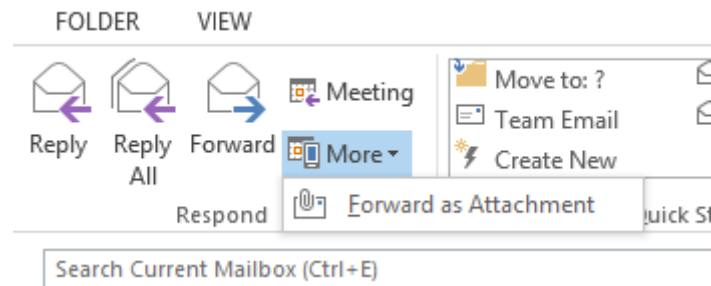 FOLDER VIEW
Reply
Reply All
Forward
Meeting
More
Move to: ?
Team Email
Create New
Forward as Attachment
Respond
Search Current Mailbox (Ctrl+E)